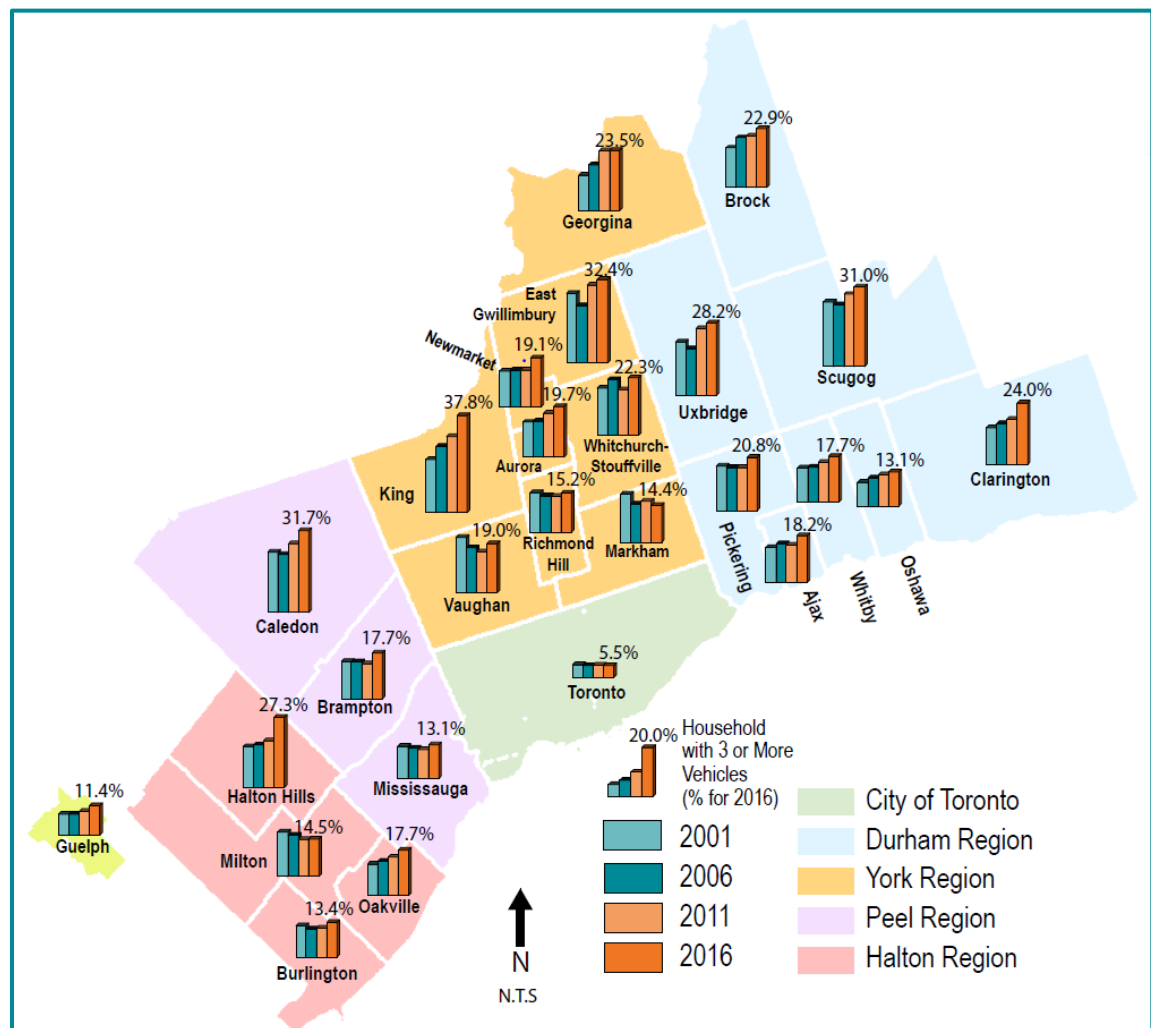 22.9%
Brock
23.5%
Georgina
32.4%
East
Gwillimbury
31.0%
Scugog
28.2%
Uxbridge
Newmarket
19.1%
22.3%
Whitchurch-
Stouffville
37.8%
King
19.7%
Aurora
24.0%
Clarington
20.8%
Pickering
17.7%
Whitby
13.1%
Oshawa
18.2%
Ajax
15.2%
Richmond
Hill
14.4%
Markham
19.0%
Vaughan
31.7%
Caledon
17.7%
Brampton
5.5%
Toronto
27.3%
Halton Hills
13.1%
Mississauga
11.4%
Guelph
14.5%
Milton
17.7%
Oakville
13.4%
Burlington
N
N.T.S
20.0%
Household
with 3 or More
Vehicles
(% for 2016)
2001
2006
2011
2016
City of Toronto
Durham Region
York Region
Peel Region
Halton Region